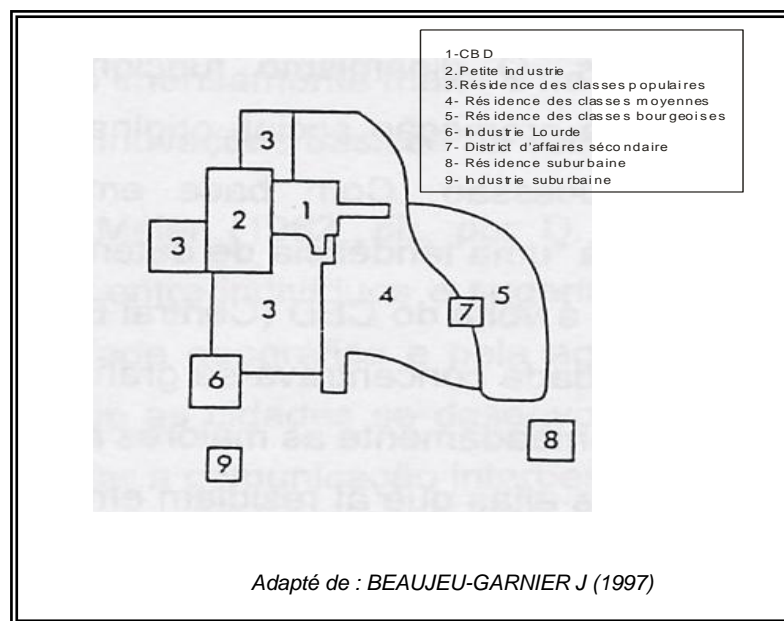 1-CBD
2.Petite industrie
3.Résidence des classes populaires
4- Résidence des classes moyennes
5- Résidence des classes bourgeoises
6- Industrie Lourde
7- District d'affaires sécondaire
8- Résidence suburbaine
9- Industrie suburbaine
3
1
2
3
4
5
3
7
6
8
9
Adapté de : BEAUJEU-GARNIER J (1997)